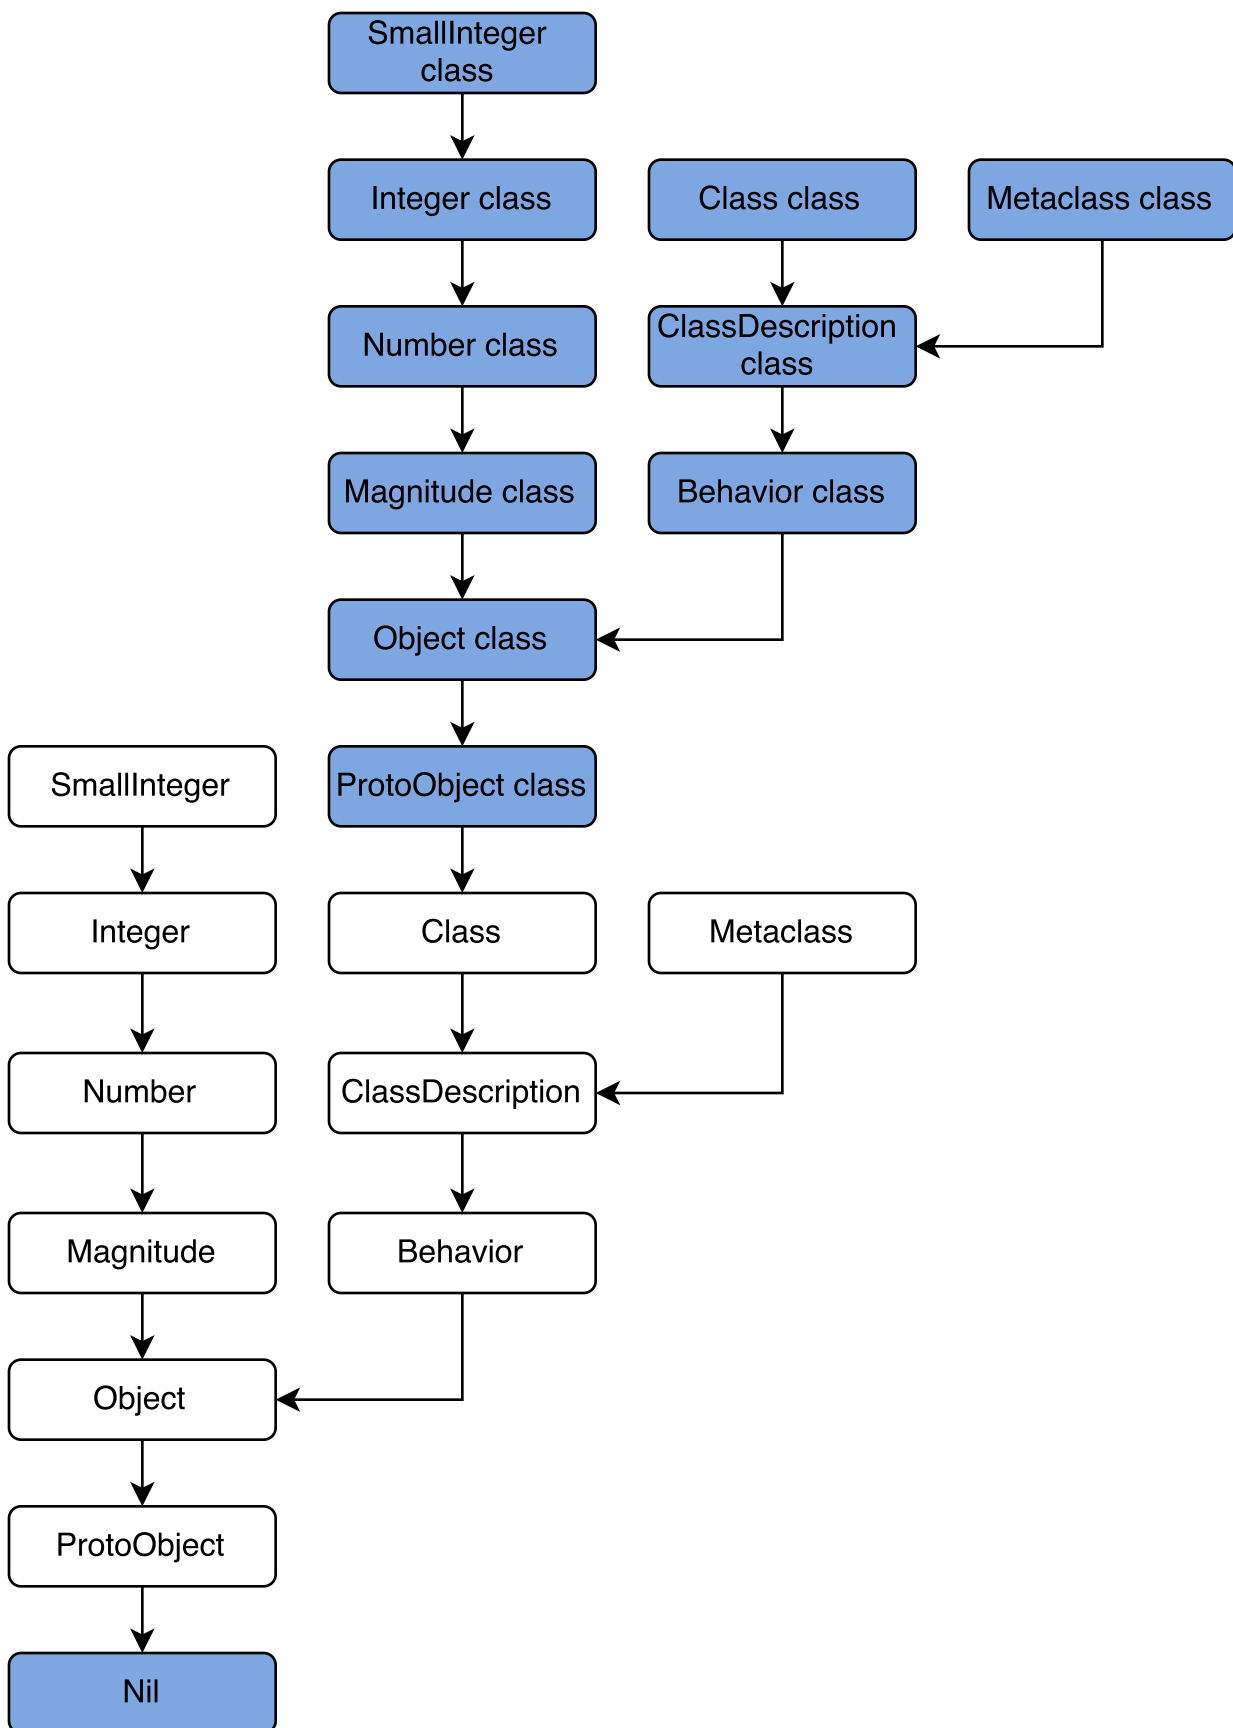 SmallInteger
class
Integer class
Class class
Metaclass class
Number class
ClassDescription
class
Magnitude class
Behavior class
Object class
SmallInteger
ProtoObject class
Integer
Class
Metaclass
Number
ClassDescription
Magnitude
Behavior
Object
ProtoObject
Nil